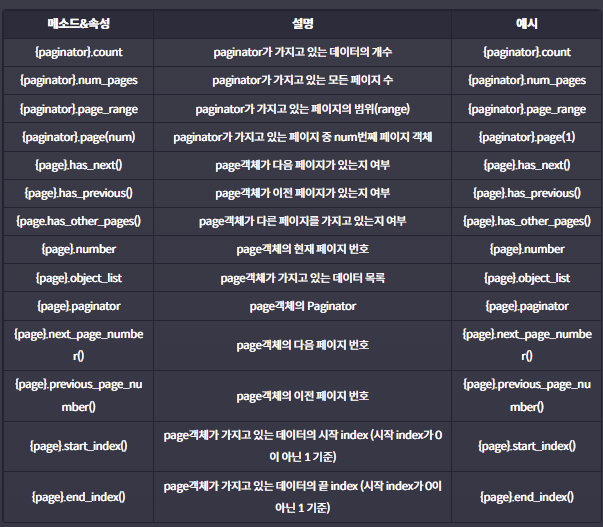 메소드&속성 설명 예시
{paginator}.count paginator가 가지고 있는 데이터의 개수 {paginator}.count
{paginator}.num_pages paginator가 가지고 있는 모든 페이지 수 {paginator}.num_pages
{paginator}.page_range paginator가 가지고 있는 페이지의 범위(range) {paginator}.page_range
{paginator}.page(num) paginator가 가지고 있는 페이지 중 num번째 페이지 객체 {paginator}.page(1)
{page}.has_next() page객체가 다음 페이지가 있는지 여부 {page}.has_next()
{page}.has_previous() page객체가 이전 페이지가 있는지 여부 {page}.has_previous()
{page.has_other_pages() page객체가 다른 페이지를 가지고 있는지 여부 {page}.has_other_pages()
{page}.number page객체의 현재 페이지 번호 {page}.number
{page}.object_list page객체가 가지고 있는 데이터 목록 {page}.object_list
{page}.paginator page객체의 Paginator {page}.paginator
{page}.next_page_numbe
r() page객체의 다음 페이지 번호 {page}.next_page_numbe
r()
{page}.previous_page_nu
mber() page객체의 이전 페이지 번호 {page}.previous_page_nu
mber()
{page}.start_index() page객체가 가지고 있는 데이터의 시작 index (시작 index가 0
이 아닌 1 기준) {page}.start_index()
{page}.end_index() page객체가 가지고 있는 데이터의 끝 index (시작 index가 0이
아닌 1 기준) {page}.end_index()